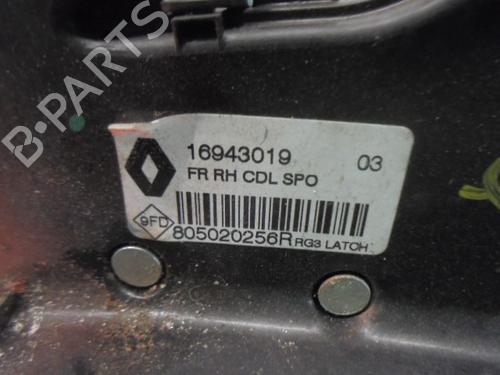 B-PARTS
16943019 03
FR RH CDL SPO
9FD
805020256R RG3 LATCH